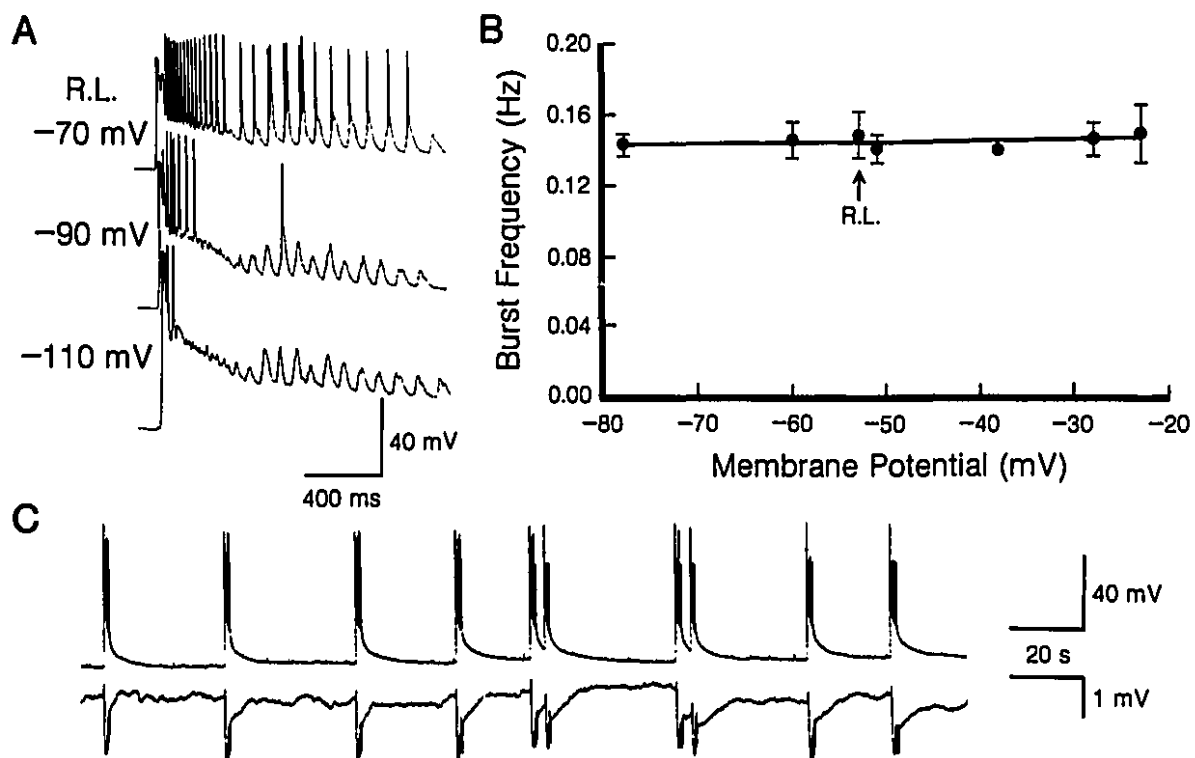 A
R.L.
−70 mV
−90 mV
−110 mV
40 mV
400 ms
B
Burst Frequency (Hz)
0.20
0.16
0.12
0.08
0.04
0.00
R.L.
−80
−70
−60
−50
−40
−30
−20
Membrane Potential (mV)
C
40 mV
20 s
1 mV